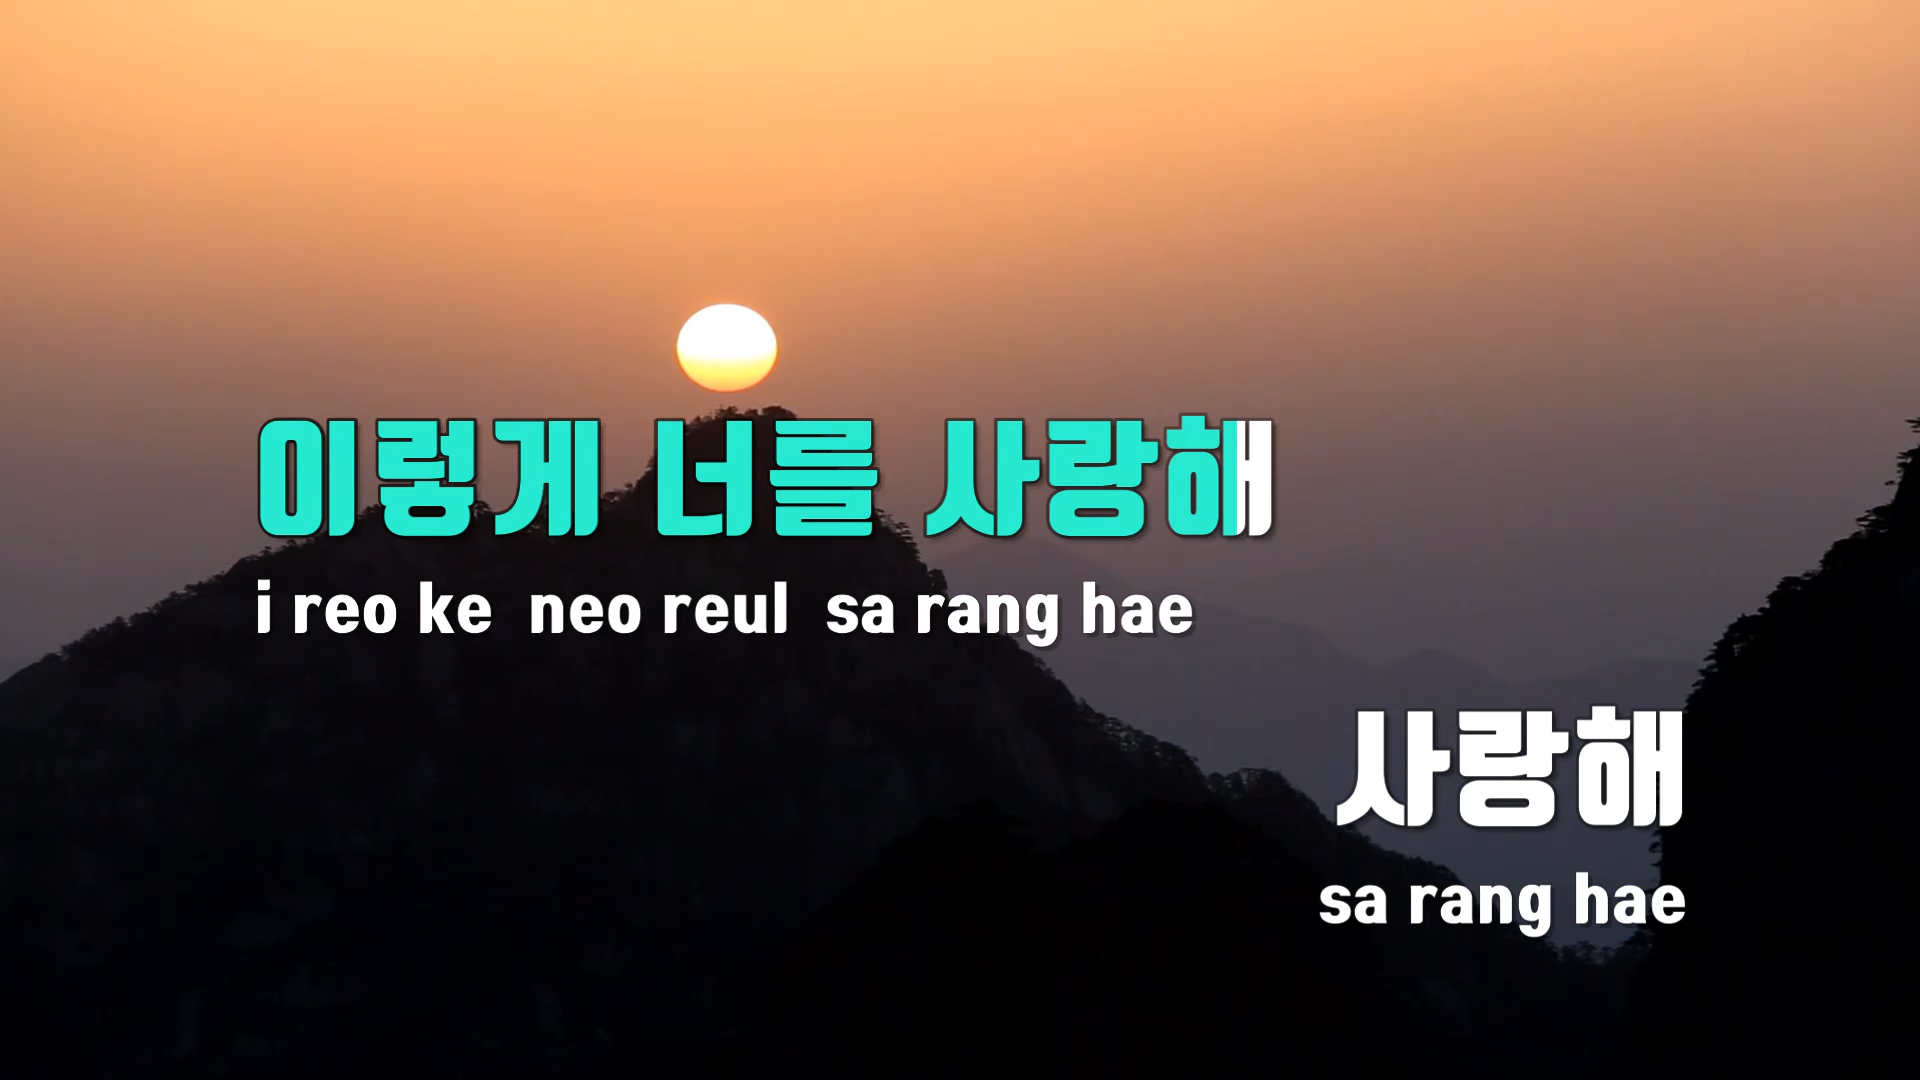 이렇게 너를 사랑해
i reo ke neo reul sa rang hae
사랑해
sa rang hae